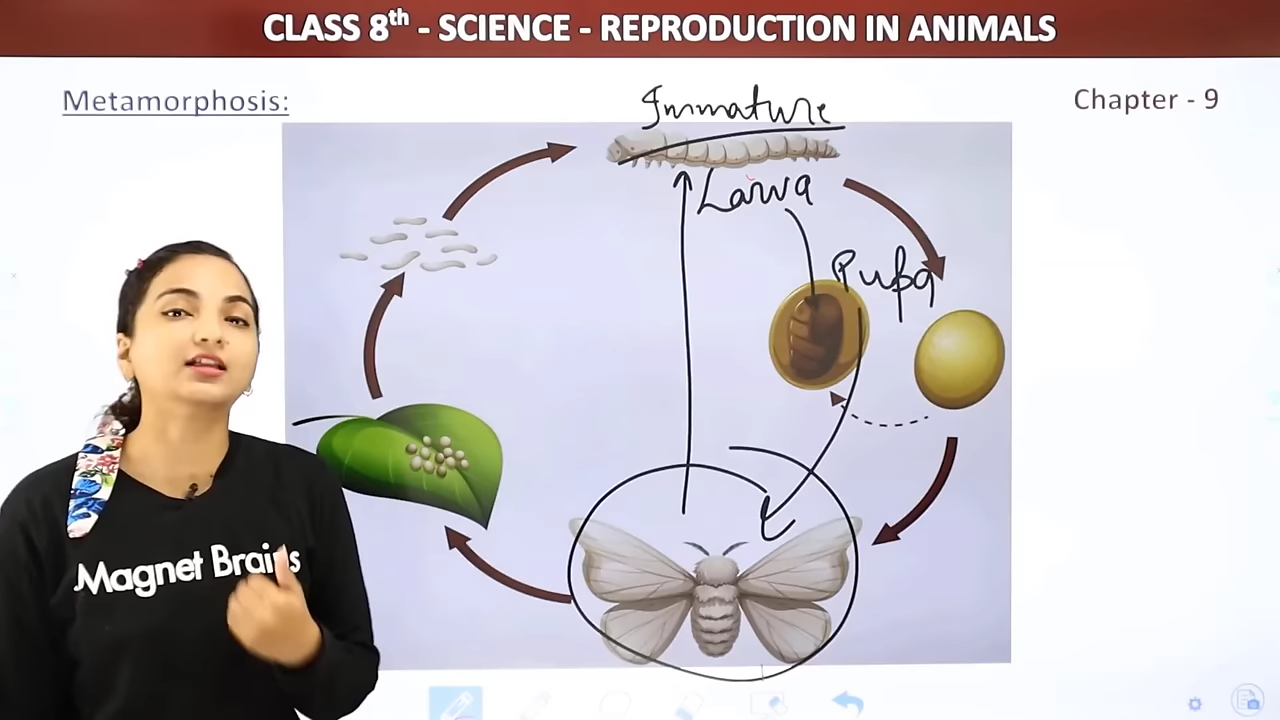 CLASS 8th - SCIENCE - REPRODUCTION IN ANIMALS
Metamorphosis:
Chapter - 9
Immature
Larva
Pupa
Magnet Brains